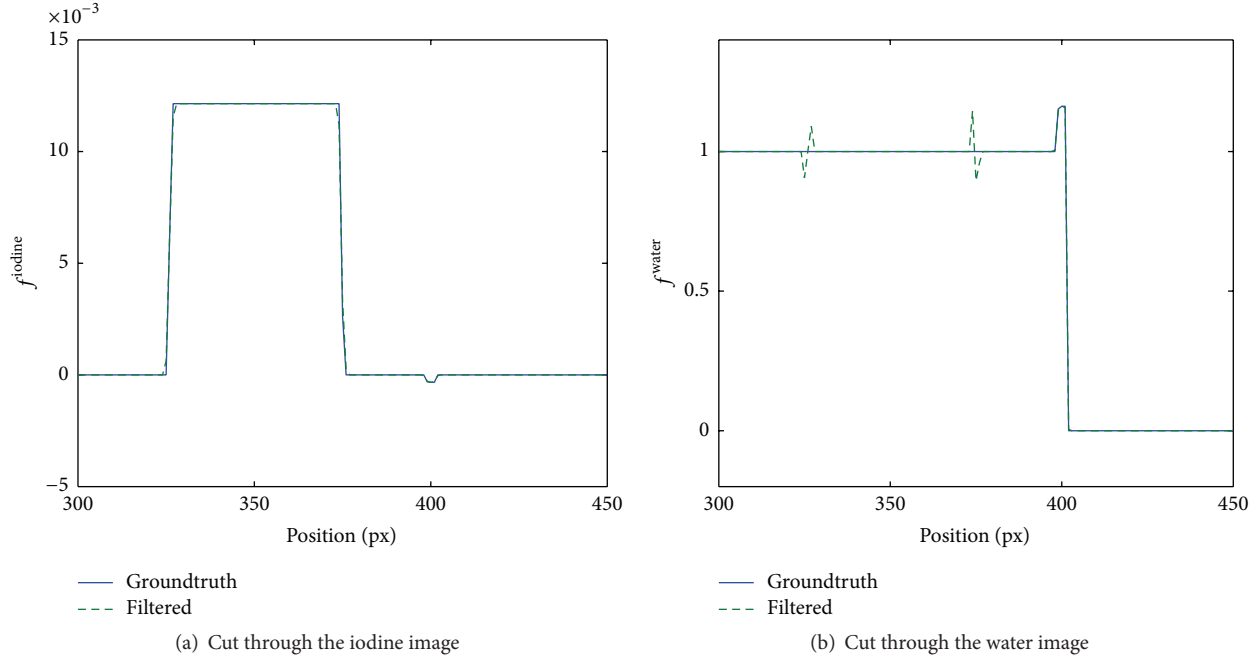 ×10⁻³
15
10
5
0
−5
300
350
400
450
f^iodine
Position (px)
Groundtruth
Filtered
(a) Cut through the iodine image
1
0.5
0
300
350
400
450
f^water
Position (px)
Groundtruth
Filtered
(b) Cut through the water image